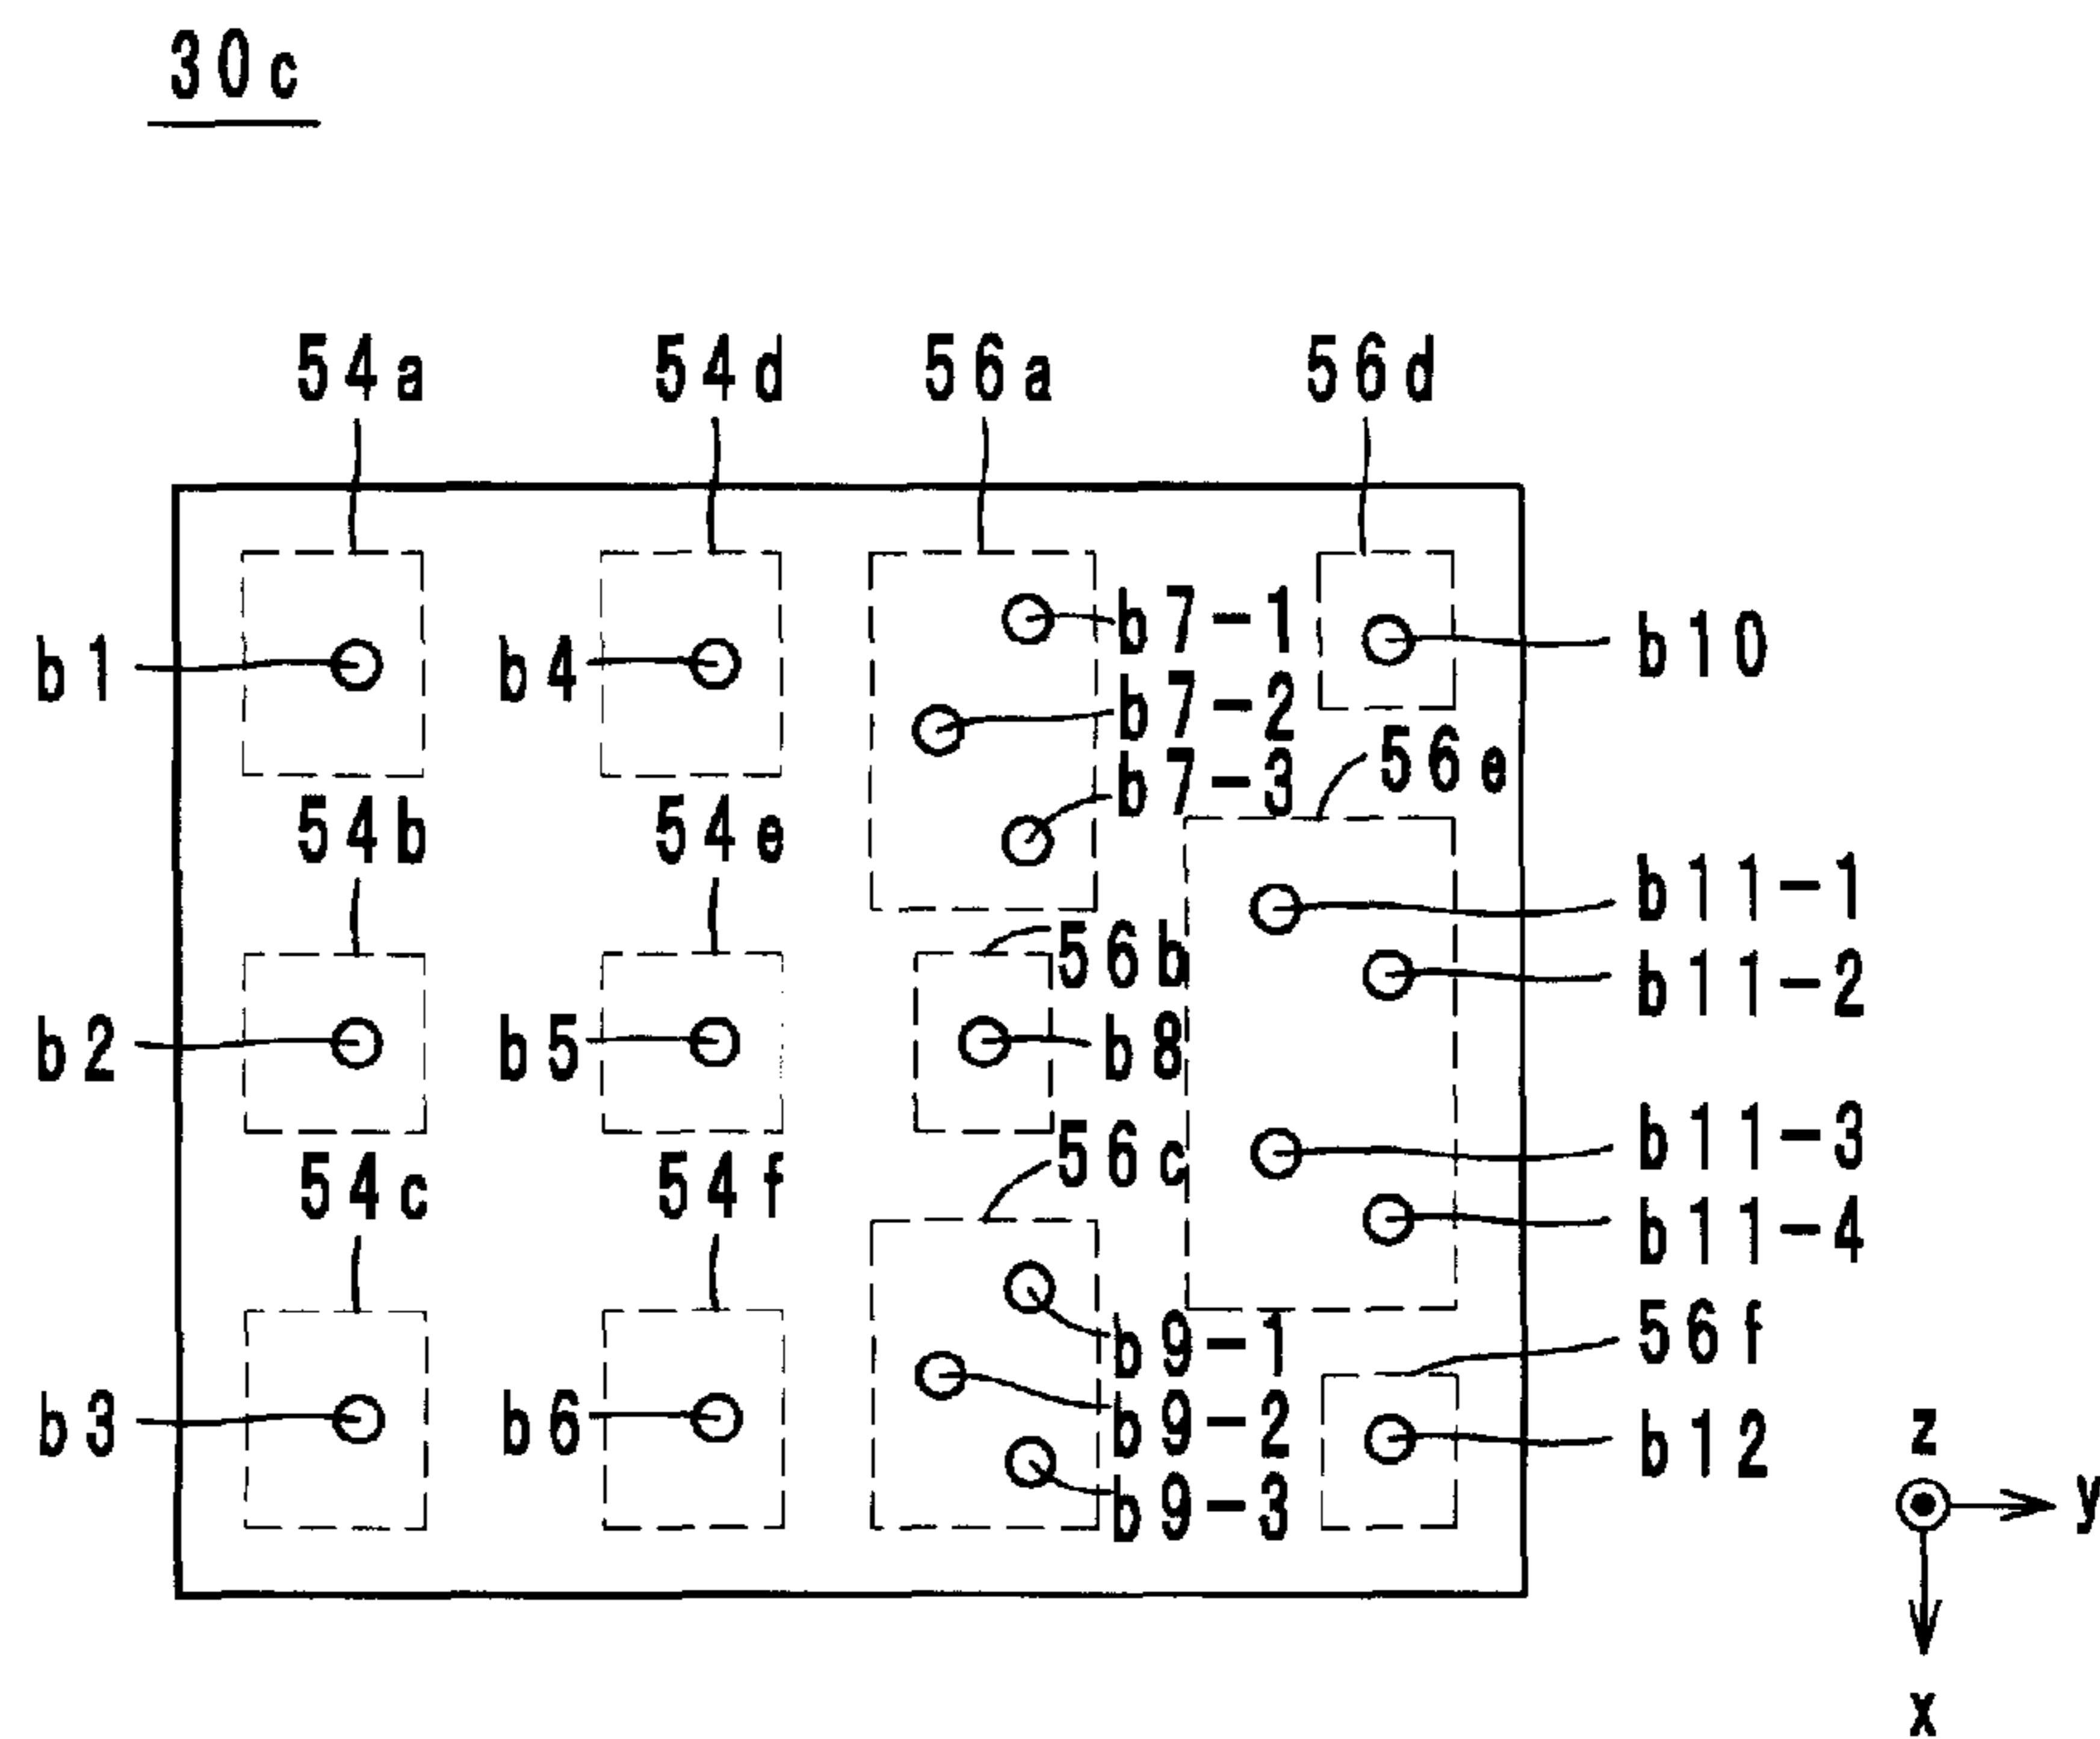 30c
54a 54d 56a 56d
b1 b4 b7-1 b10
b7-2
b7-3 56e
54b 54e
b11-1
56b b11-2
b2 b5 b8
56c b11-3
54c 54f b11-4
b9-1 56f
b3 b6 b9-2 b12
b9-3
z
y
x